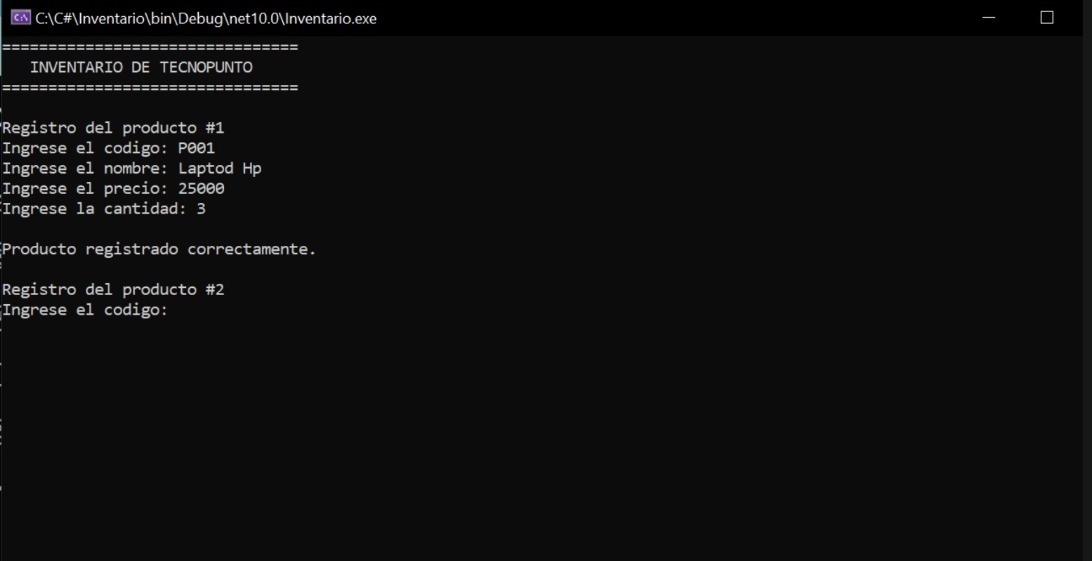 C:\C#\Inventario\bin\Debug\net10.0\Inventario.exe
================================
INVENTARIO DE TECNOPUNTO
================================
Registro del producto #1
Ingrese el codigo: P001
Ingrese el nombre: Laptod Hp
Ingrese el precio: 25000
Ingrese la cantidad: 3
Producto registrado correctamente.
Registro del producto #2
Ingrese el codigo: